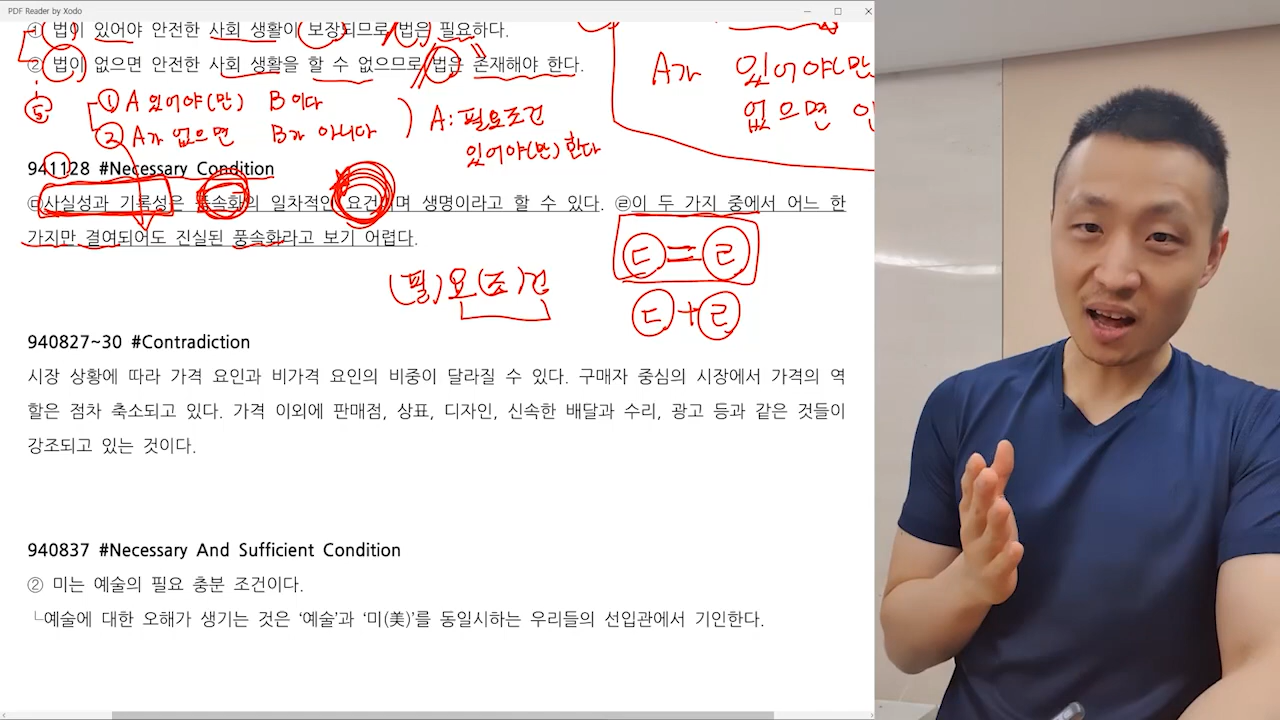 PDF Reader by Xodo
① 법이 있어야 안전한 사회 생활이 보장되므로 법은 필요하다.
② 법이 없으면 안전한 사회 생활을 할 수 없으므로 법은 존재해야 한다.
① A 있어야(만) B이다
② A가 없으면 B가 아니다
A: 필요조건
있어야(만) 한다
A가 있어야(만
없으면
941128 #Necessary Condition
㉢사실성과 기록성은 풍속화의 일차적인 요건이며 생명이라고 할 수 있다. ㉣이 두 가지 중에서 어느 한
가지만 결여되어도 진실된 풍속화라고 보기 어렵다.
(필)요(조)건
ㄷ=ㄹ
ㄷ+ㄹ
940827~30 #Contradiction
시장 상황에 따라 가격 요인과 비가격 요인의 비중이 달라질 수 있다. 구매자 중심의 시장에서 가격의 역
할은 점차 축소되고 있다. 가격 이외에 판매점, 상표, 디자인, 신속한 배달과 수리, 광고 등과 같은 것들이
강조되고 있는 것이다.
940837 #Necessary And Sufficient Condition
② 미는 예술의 필요 충분 조건이다.
└예술에 대한 오해가 생기는 것은 ‘예술’과 ‘미(美)’를 동일시하는 우리들의 선입관에서 기인한다.